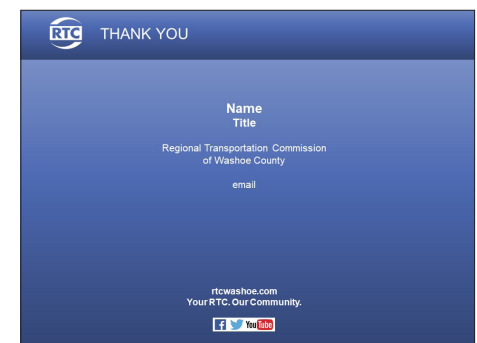 RTC
THANK YOU
Name
Title
Regional Transportation Commission
of Washoe County
email
rtcwashoe.com
Your RTC. Our Community.
f YouTube